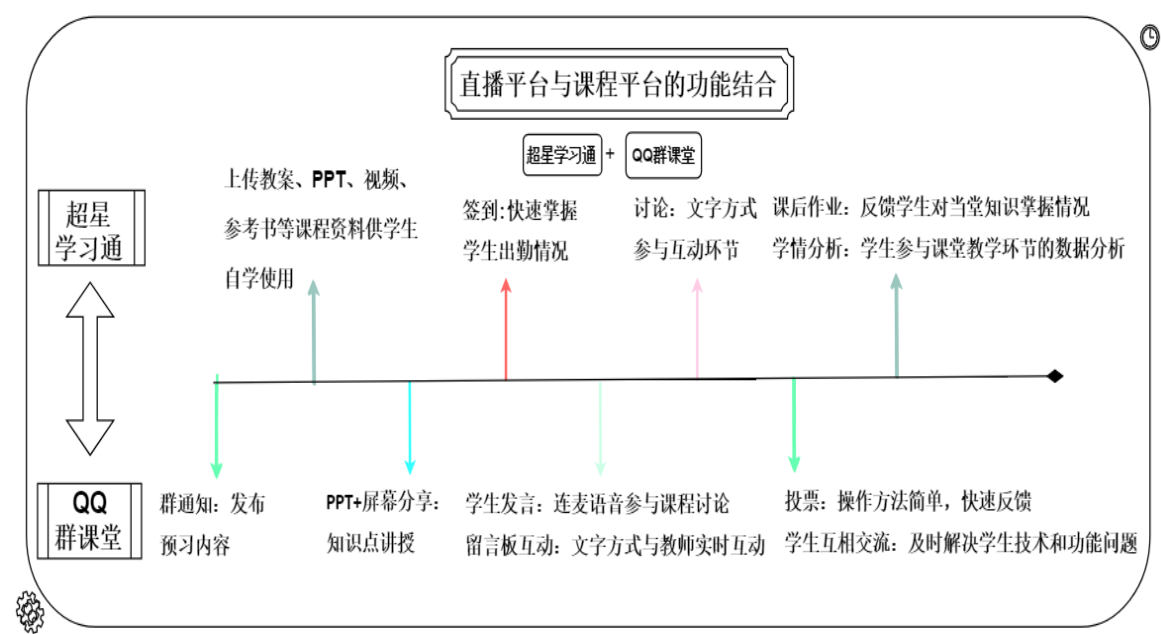 直播平台与课程平台的功能结合
超星学习通 + QQ群课堂
超星
学习通
上传教案、PPT、视频、
参考书等课程资料供学生
自学使用
签到:快速掌握
学生出勤情况
讨论：文字方式
参与互动环节
课后作业：反馈学生对当堂知识掌握情况
学情分析：学生参与课堂教学环节的数据分析
QQ
群课堂
群通知：发布
预习内容
PPT+屏幕分享：
知识点讲授
学生发言：连麦语音参与课程讨论
留言板互动：文字方式与教师实时互动
投票：操作方法简单，快速反馈
学生互相交流：及时解决学生技术和功能问题